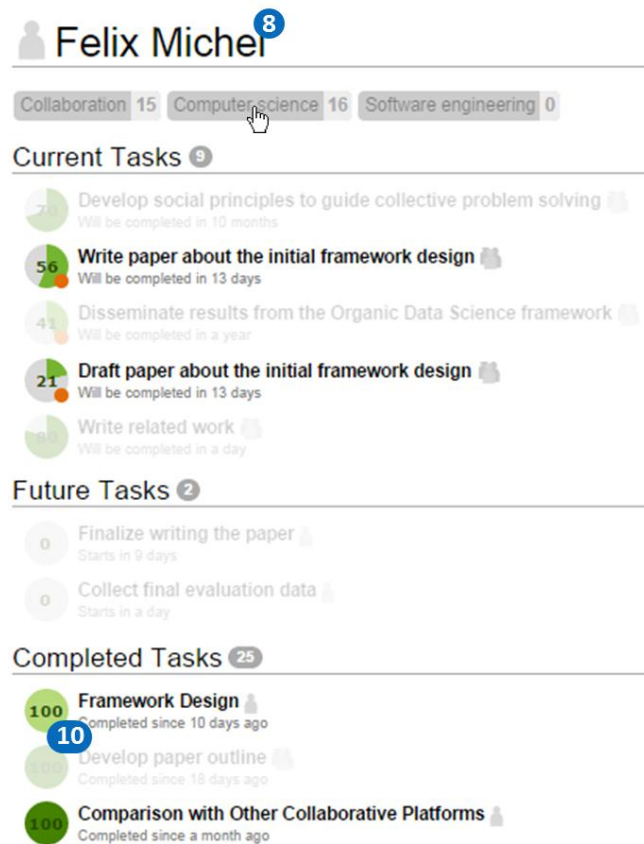 Felix Michel 8
Collaboration 15 Computer science 16 Software engineering 0
Current Tasks 9
70 Develop social principles to guide collective problem solving
Will be completed in 10 months
56 Write paper about the initial framework design
Will be completed in 13 days
41 Disseminate results from the Organic Data Science framework
Will be completed in a year
21 Draft paper about the initial framework design
Will be completed in 13 days
80 Write related work
Will be completed in a day
Future Tasks 2
0 Finalize writing the paper
Starts in 9 days
0 Collect final evaluation data
Starts in a day
Completed Tasks 25
100 Framework Design
10 Completed since 10 days ago
100 Develop paper outline
Completed since 18 days ago
100 Comparison with Other Collaborative Platforms
Completed since a month ago